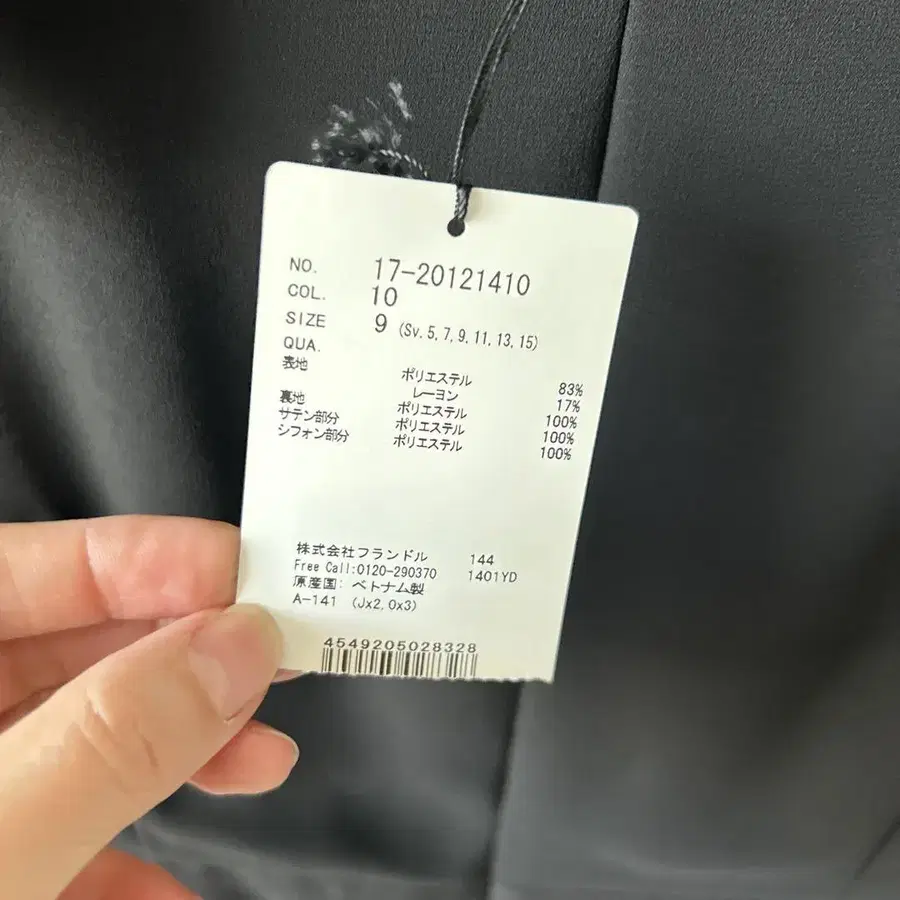 NO. 17-20121410
COL. 10
SIZE 9 (Sv. 5, 7, 9, 11, 13, 15)
QUA.
表地 ポリエステル 83%
レーヨン 17%
裏地 ポリエステル 100%
サテン部分 ポリエステル 100%
シフォン部分 ポリエステル 100%
株式会社フランドル 144
Free Call:0120-290370 1401YD
原産国: ベトナム製
A-141 (Jx2, Ox3)
4549205028328